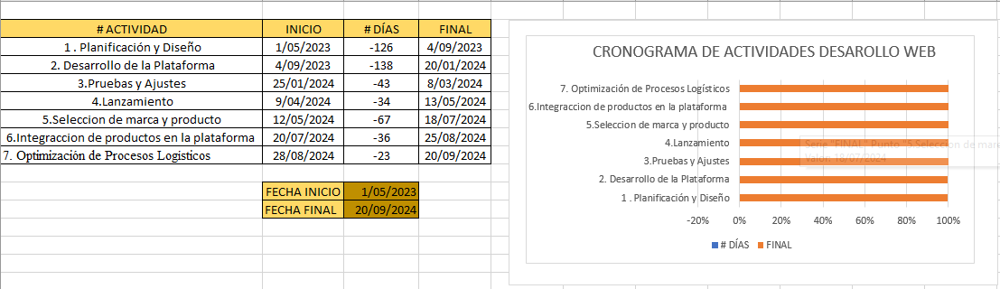 # ACTIVIDAD INICIO # DÍAS FINAL
1 . Planificación y Diseño 1/05/2023 -126 4/09/2023
2. Desarrollo de la Plataforma 4/09/2023 -138 20/01/2024
3.Pruebas y Ajustes 25/01/2024 -43 8/03/2024
4.Lanzamiento 9/04/2024 -34 13/05/2024
5.Seleccion de marca y producto 12/05/2024 -67 18/07/2024
6.Integraccion de productos en la plataforma 20/07/2024 -36 25/08/2024
7. Optimización de Procesos Logisticos 28/08/2024 -23 20/09/2024
FECHA INICIO 1/05/2023
FECHA FINAL 20/09/2024
CRONOGRAMA DE ACTIVIDADES DESAROLLO WEB
7. Optimización de Procesos Logísticos
6.Integraccion de productos en la plataforma
5.Seleccion de marca y producto
4.Lanzamiento
3.Pruebas y Ajustes
2. Desarrollo de la Plataforma
1 . Planificación y Diseño
Serie "FINAL" Punto "5.Seleccion de marc
Valor: 18/07/2024
-20% 0% 20% 40% 60% 80% 100%
# DÍAS FINAL